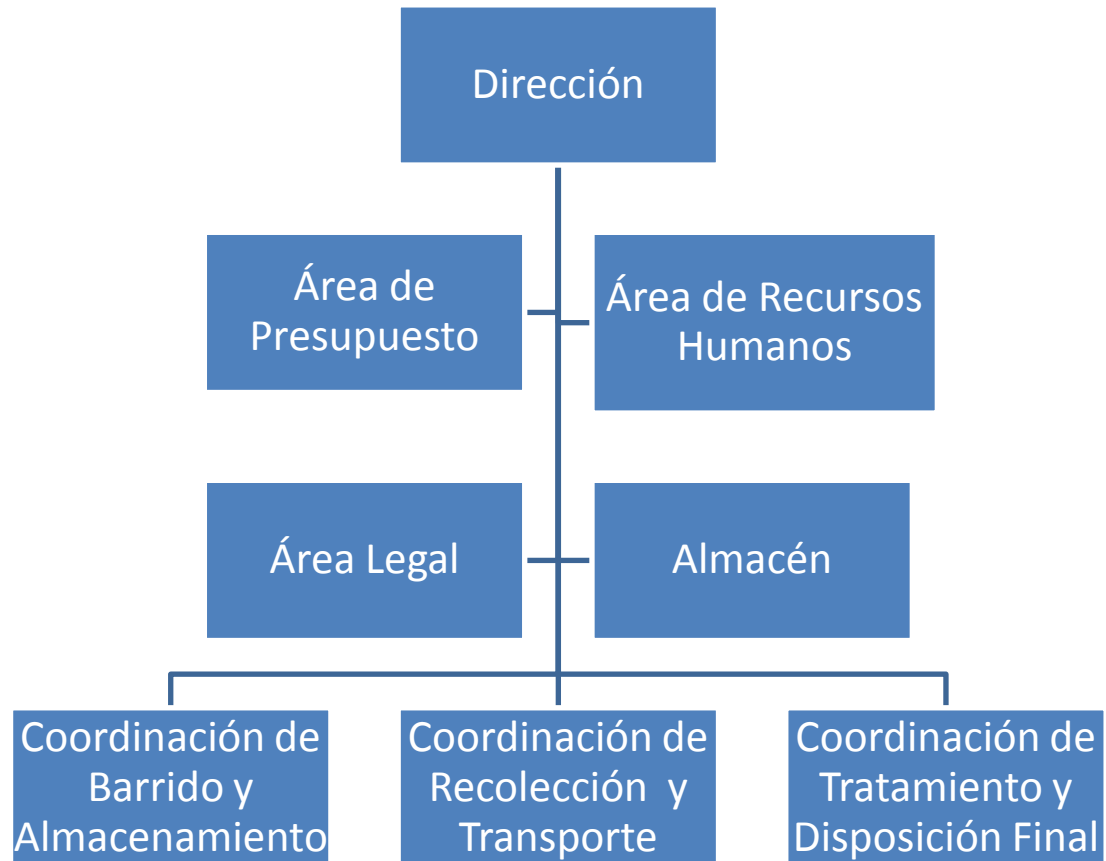 Dirección
Área de
Presupuesto
Área de Recursos
Humanos
Área Legal
Almacén
Coordinación de
Barrido y
Almacenamiento
Coordinación de
Recolección y
Transporte
Coordinación de
Tratamiento y
Disposición Final